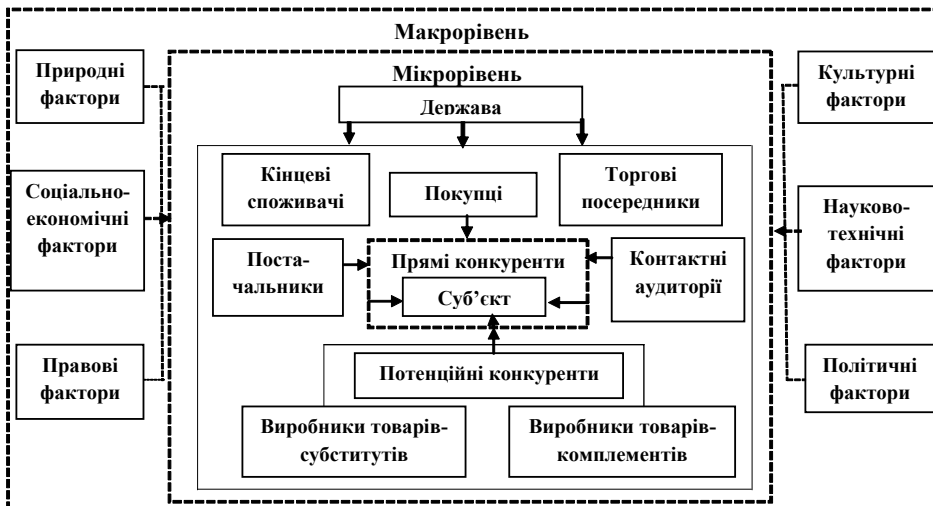 Макрорівень
Природні
фактори
Соціально-
економічні
фактори
Правові
фактори
Мікрорівень
Держава
Кінцеві
споживачі
Покупці
Торгові
посередники
Поста-
чальники
Прямі конкуренти
Суб’єкт
Контактні
аудиторії
Потенційні конкуренти
Виробники товарів-
субститутів
Виробники товарів-
комплементів
Культурні
фактори
Науково-
технічні
фактори
Політичні
фактори